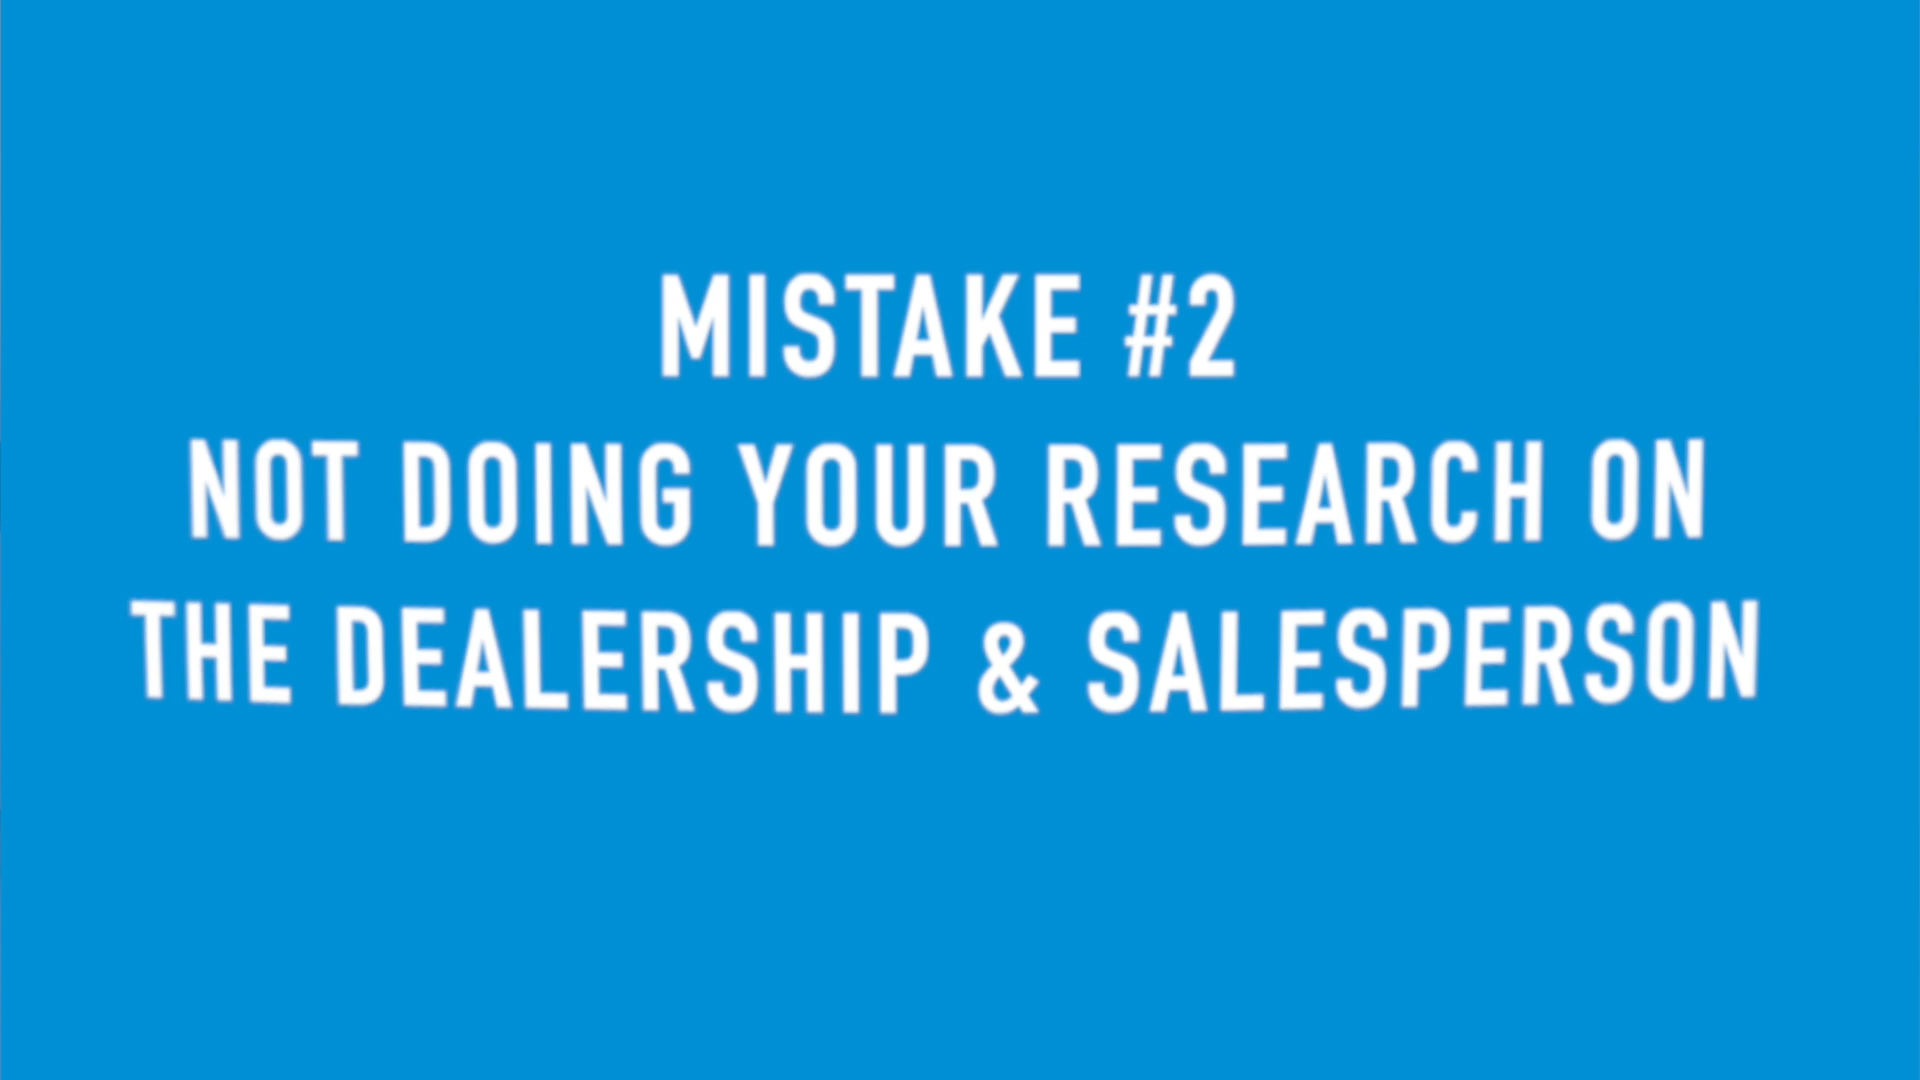 MISTAKE #2
NOT DOING YOUR RESEARCH ON
THE DEALERSHIP & SALESPERSON